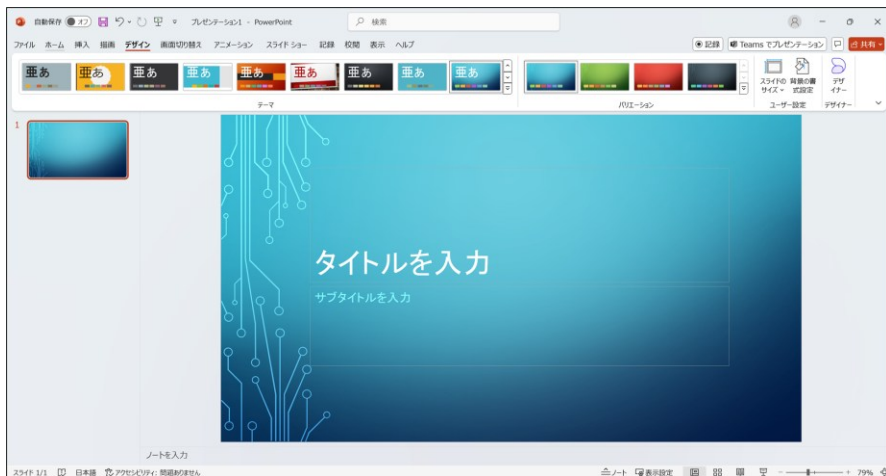 自動保存 オフ プレゼンテーション1 - PowerPoint 検索
ファイル ホーム 挿入 描画 デザイン 画面切り替え アニメーション スライド ショー 記録 校閲 表示 ヘルプ 記録 Teams でプレゼンテーション 共有
亜あ 亜あ 亜あ 亜あ 亜あ 亜あ 亜あ 亜あ 亜あ
スライドの サイズ 背景の書 式設定 デザ イナー
テーマ バリエーション ユーザー設定 デザイナー
1
タイトルを入力
サブタイトルを入力
ノートを入力
スライド 1/1 日本語 アクセシビリティ: 問題ありません ノート 表示設定 79%